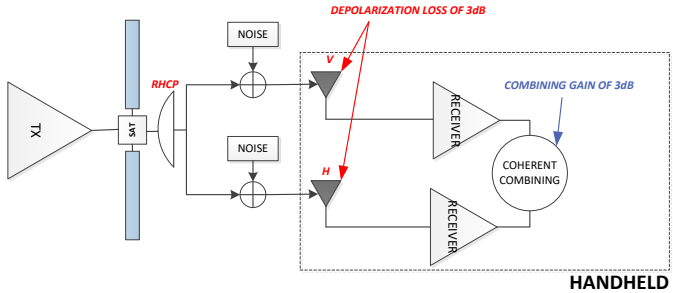 DEPOLARIZATION LOSS OF 3dB
NOISE
V
RHCP
COMBINING GAIN OF 3dB
TX
SAT
RECEIVER
NOISE
H
COHERENT
COMBINING
RECEIVER
HANDHELD